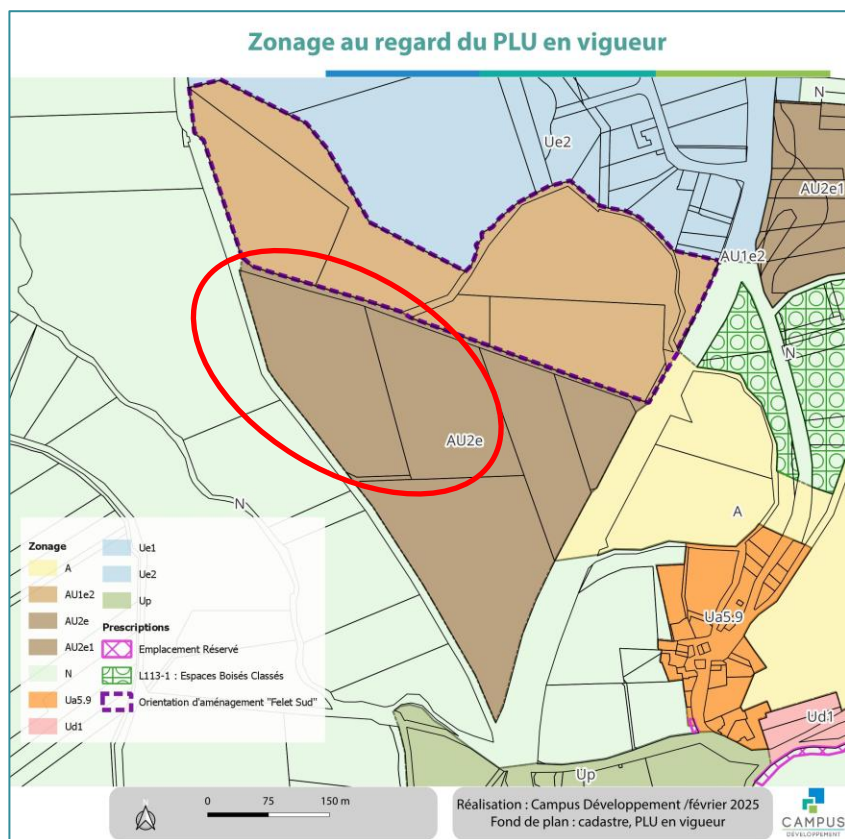 Zonage au regard du PLU en vigueur
N
Ue2
AU2e1
AU1e2
N
AU2e
N
A
Ua5.9
Ud1
Up
Zonage
A
AU1e2
AU2e
AU2e1
N
Ua5.9
Ud1
Ue1
Ue2
Up
Prescriptions
Emplacement Réservé
L113-1 : Espaces Boisés Classés
Orientation d'aménagement "Felet Sud"
N
0 75 150 m
Réalisation : Campus Développement /février 2025
Fond de plan : cadastre, PLU en vigueur
CAMPUS
DÉVELOPPEMENT